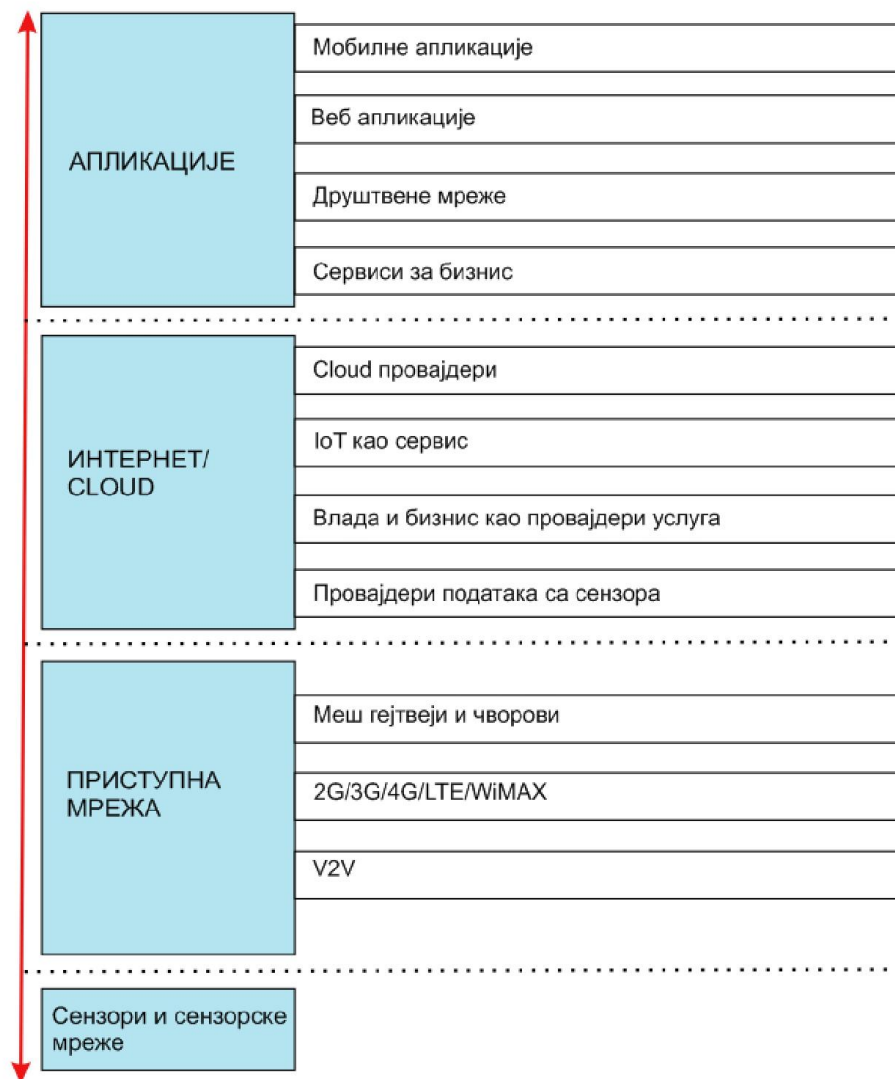 АПЛИКАЦИЈЕ
Мобилне апликације
Веб апликације
Друштвене мреже
Сервиси за бизнис
ИНТЕРНЕТ/
CLOUD
Cloud провајдери
IoT као сервис
Влада и бизнис као провајдери услуга
Провајдери података са сензора
ПРИСТУПНА
МРЕЖА
Меш гејтвеји и чворови
2G/3G/4G/LTE/WiMAX
V2V
Сензори и сензорске
мреже